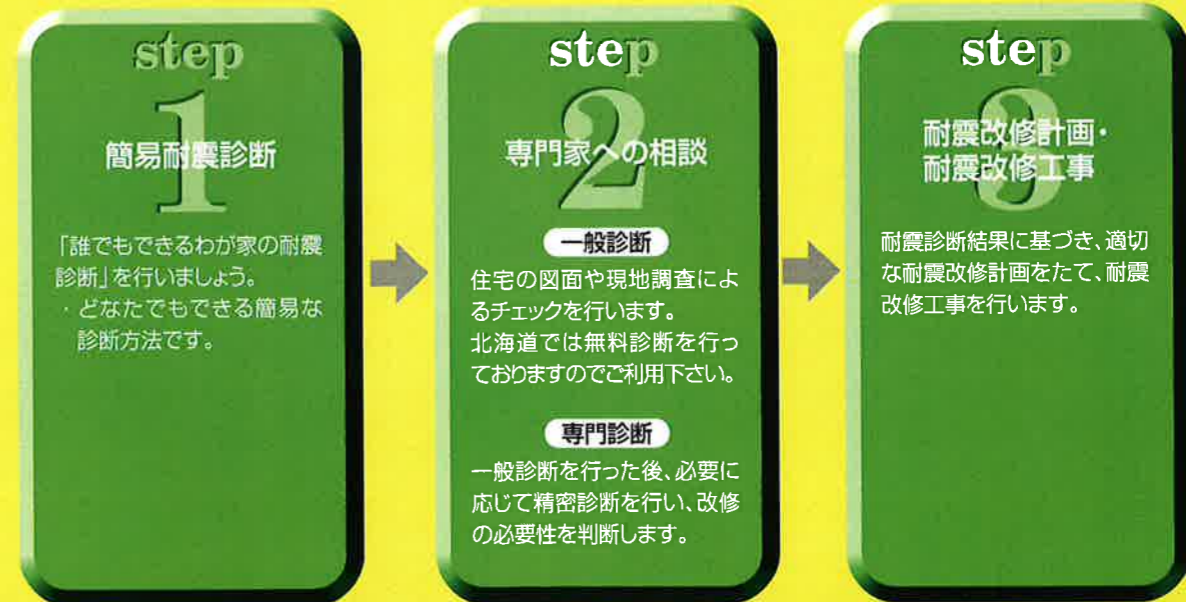 step
1
簡易耐震診断
「誰でもできるわが家の耐震
診断」を行いましょう。
・どなたでもできる簡易な
診断方法です。
step
2
専門家への相談
一般診断
住宅の図面や現地調査によ
るチェックを行います。
北海道では無料診断を行っ
ておりますのでご利用下さい。
専門診断
一般診断を行った後、必要に
応じて精密診断を行い、改修
の必要性を判断します。
step
3
耐震改修計画・
耐震改修工事
耐震診断結果に基づき、適切
な耐震改修計画をたて、耐震
改修工事を行います。